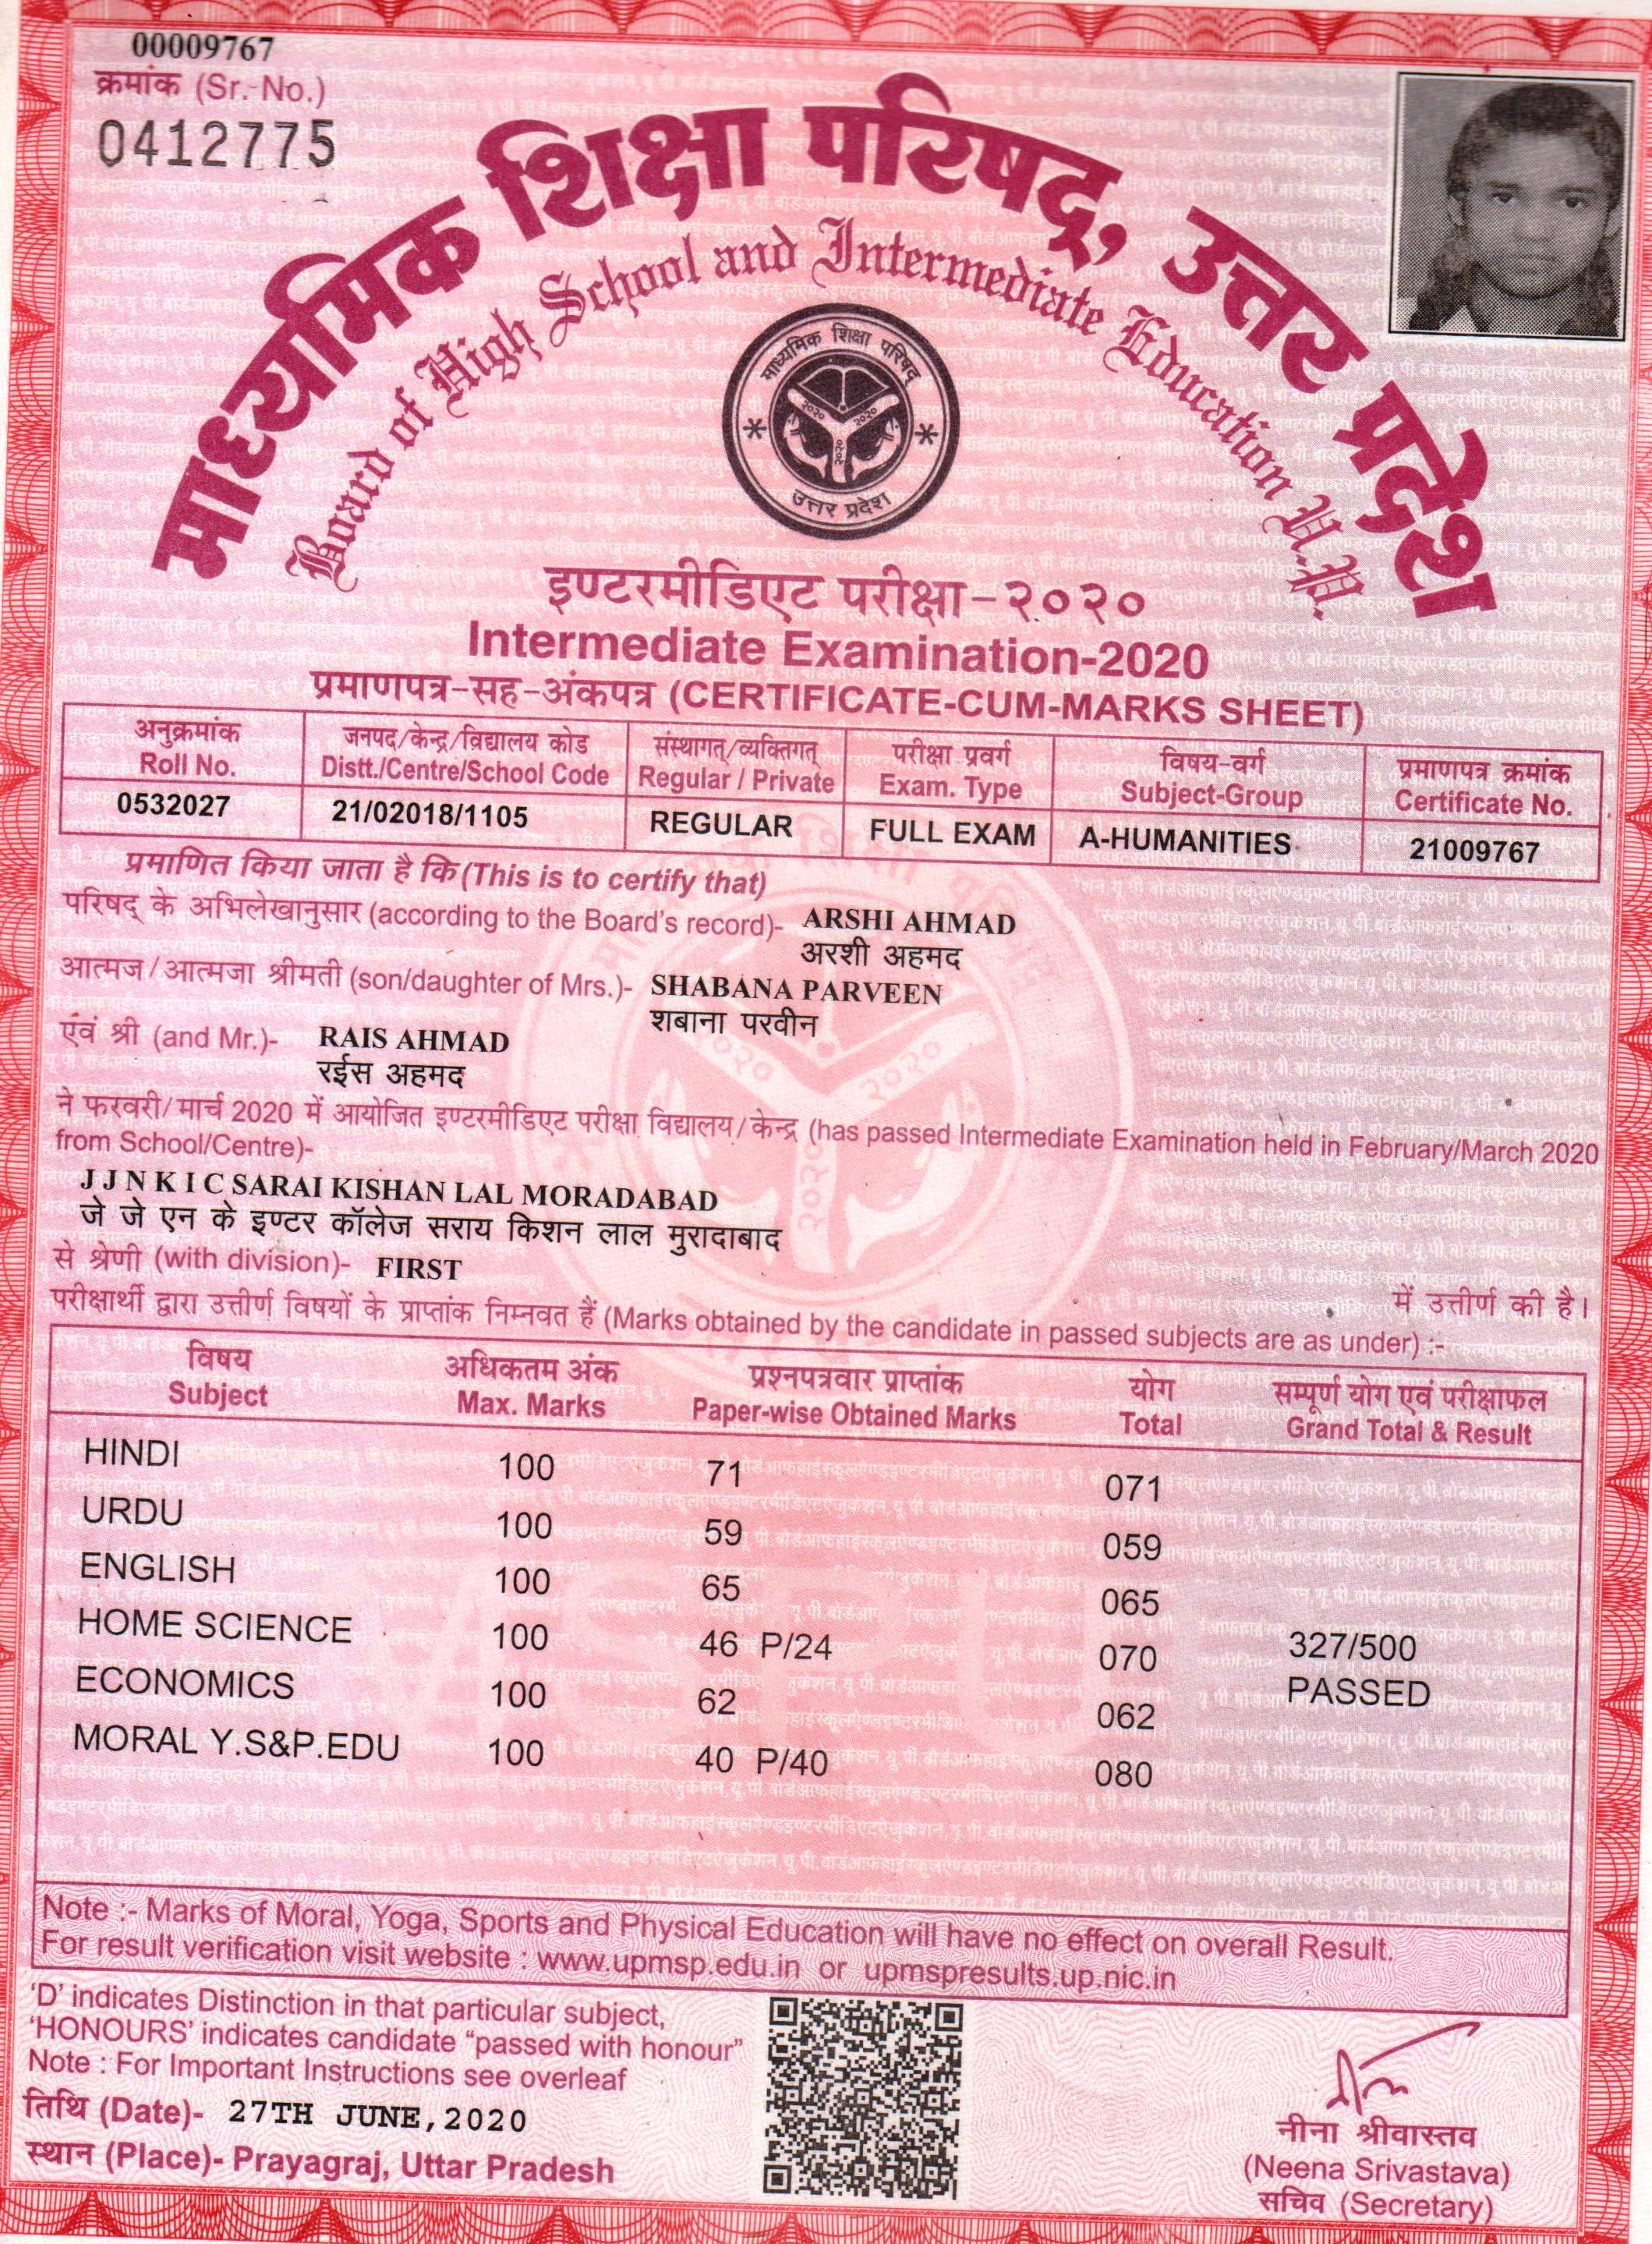 00009767
क्रमांक (Sr.-No.)
0412775
माध्यमिक शिक्षा परिषद्, उत्तर प्रदेश
Board of High School and Intermediate Education U.P.
माध्यमिक शिक्षा परिषद्
२०२० २०२० २०२०
उत्तर प्रदेश
इण्टरमीडिएट परीक्षा-२०२०
Intermediate Examination-2020
प्रमाणपत्र-सह-अंकपत्र (CERTIFICATE-CUM-MARKS SHEET)
अनुक्रमांक जनपद/केन्द्र/विद्यालय कोड संस्थागत्/व्यक्तिगत् परीक्षा प्रवर्ग विषय-वर्ग प्रमाणपत्र क्रमांक
Roll No. Distt./Centre/School Code Regular / Private Exam. Type Subject-Group Certificate No.
0532027 21/02018/1105 REGULAR FULL EXAM A-HUMANITIES 21009767
प्रमाणित किया जाता है कि (This is to certify that)
परिषद् के अभिलेखानुसार (according to the Board's record)- ARSHI AHMAD
अरशी अहमद
आत्मज/आत्मजा श्रीमती (son/daughter of Mrs.)- SHABANA PARVEEN
शबाना परवीन
एवं श्री (and Mr.)- RAIS AHMAD
रईस अहमद
ने फरवरी/मार्च 2020 में आयोजित इण्टरमीडिएट परीक्षा विद्यालय/केन्द्र (has passed Intermediate Examination held in February/March 2020
from School/Centre)-
J J N K I C SARAI KISHAN LAL MORADABAD
जे जे एन के इण्टर कॉलेज सराय किशन लाल मुरादाबाद
से श्रेणी (with division)- FIRST
में उत्तीर्ण की है।
परीक्षार्थी द्वारा उत्तीर्ण विषयों के प्राप्तांक निम्नवत हैं (Marks obtained by the candidate in passed subjects are as under) :-
विषय अधिकतम अंक प्रश्नपत्रवार प्राप्तांक योग सम्पूर्ण योग एवं परीक्षाफल
Subject Max. Marks Paper-wise Obtained Marks Total Grand Total & Result
HINDI 100 71 071
URDU 100 59 059
ENGLISH 100 65 065
HOME SCIENCE 100 46 P/24 070 327/500
ECONOMICS 100 62 062 PASSED
MORAL Y.S&P.EDU 100 40 P/40 080
Note :- Marks of Moral, Yoga, Sports and Physical Education will have no effect on overall Result.
For result verification visit website : www.upmsp.edu.in or upmspresults.up.nic.in
'D' indicates Distinction in that particular subject,
'HONOURS' indicates candidate "passed with honour"
Note : For Important Instructions see overleaf
तिथि (Date)- 27TH JUNE,2020
स्थान (Place)- Prayagraj, Uttar Pradesh
नीना श्रीवास्तव
(Neena Srivastava)
सचिव (Secretary)